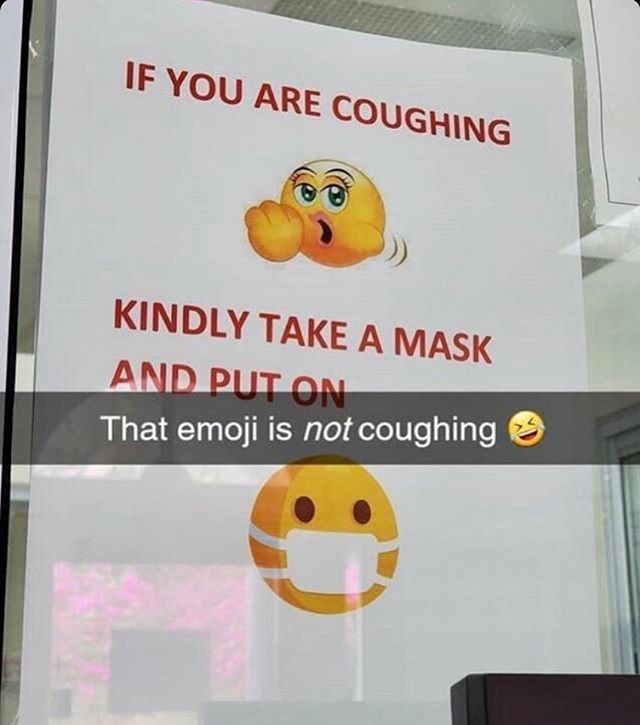 IF YOU ARE COUGHING
KINDLY TAKE A MASK
AND PUT ON
That emoji is not coughing 🤣